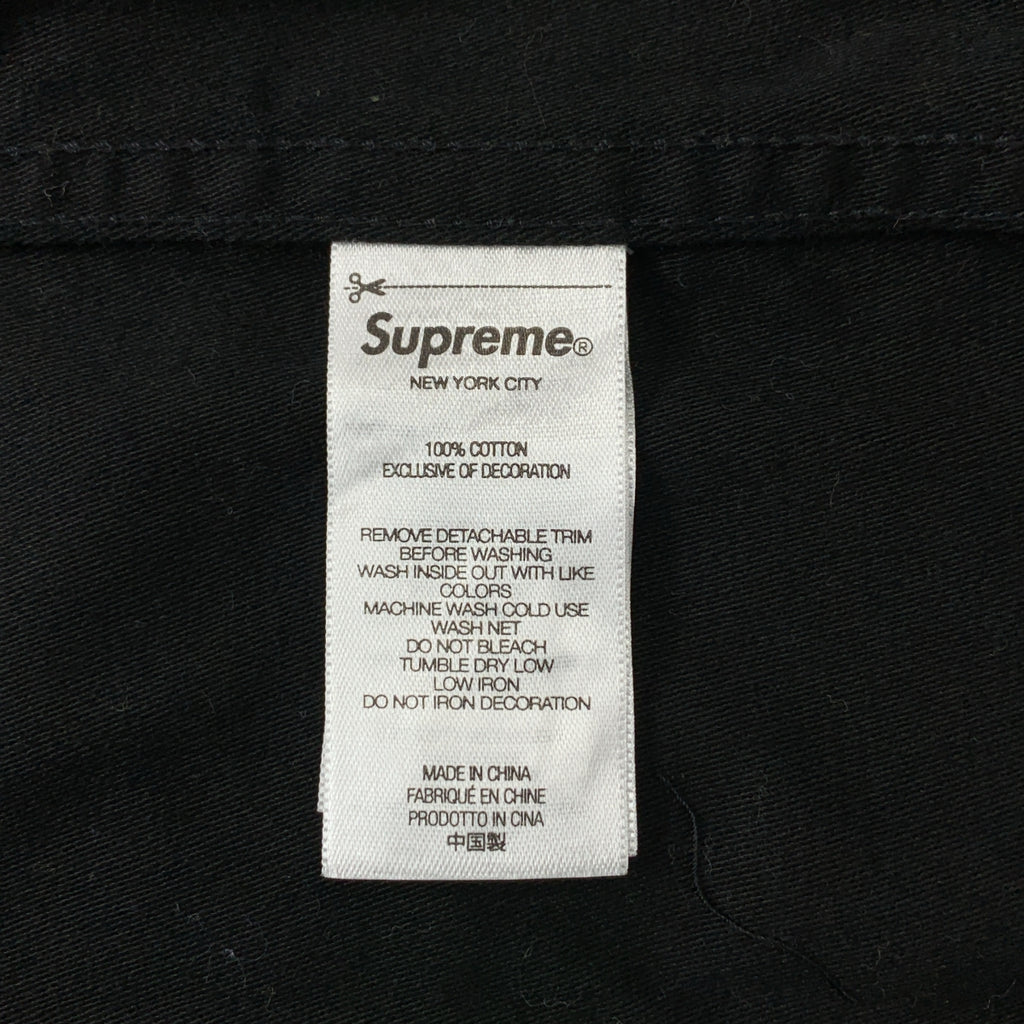 Supreme®
NEW YORK CITY
100% COTTON
EXCLUSIVE OF DECORATION
REMOVE DETACHABLE TRIM
BEFORE WASHING
WASH INSIDE OUT WITH LIKE
COLORS
MACHINE WASH COLD USE
WASH NET
DO NOT BLEACH
TUMBLE DRY LOW
LOW IRON
DO NOT IRON DECORATION
MADE IN CHINA
FABRIQUÉ EN CHINE
PRODOTTO IN CINA
中国製